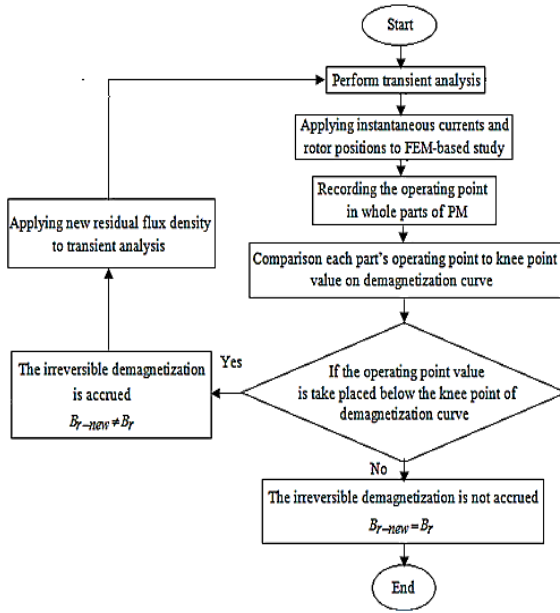 Start
Perform transient analysis
Applying instantaneous currents and
rotor positions to FEM-based study
Recording the operating point
in whole parts of PM
Comparison each part's operating point to knee point
value on demagnetization curve
If the operating point value
is take placed below the knee point of
demagnetization curve
Yes
The irreversible demagnetization
is accrued
Br-new ≠ Br
Applying new residual flux density
to transient analysis
No
The irreversible demagnetization is not accrued
Br-new = Br
End